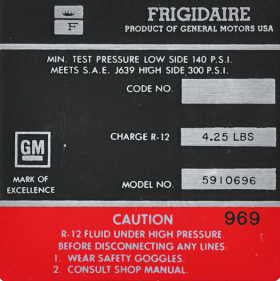 F
FRIGIDAIRE
PRODUCT OF GENERAL MOTORS USA
MIN. TEST PRESSURE LOW SIDE 140 P.S.I.
MEETS S.A.E. J639 HIGH SIDE 300 P.S.I.
CODE NO.
CHARGE R-12 4.25 LBS
GM
MARK OF
EXCELLENCE
MODEL NO. 5910696
CAUTION 969
R-12 FLUID UNDER HIGH PRESSURE.
BEFORE DISCONNECTING ANY LINES.
1. WEAR SAFETY GOGGLES.
2. CONSULT SHOP MANUAL.